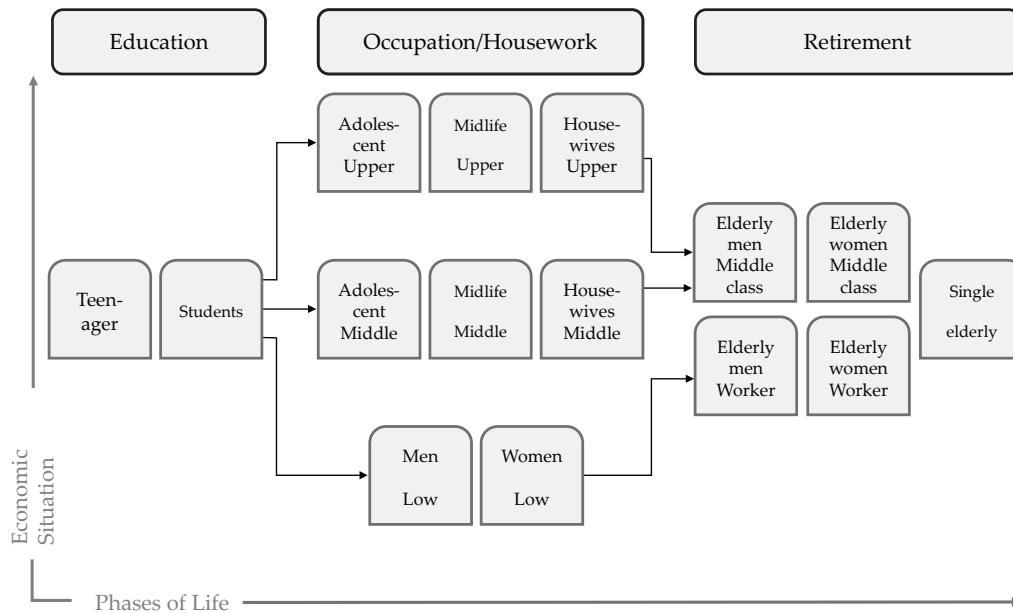 Education
Occupation/Housework
Retirement
Adoles-
cent
Upper
Midlife
Upper
House-
wives
Upper
Elderly
men
Middle
class
Elderly
women
Middle
class
Teen-
ager
Students
Adoles-
cent
Middle
Midlife
Middle
House-
wives
Middle
Single
elderly
Elderly
men
Worker
Elderly
women
Worker
Men
Low
Women
Low
Economic
Situation
Phases of Life